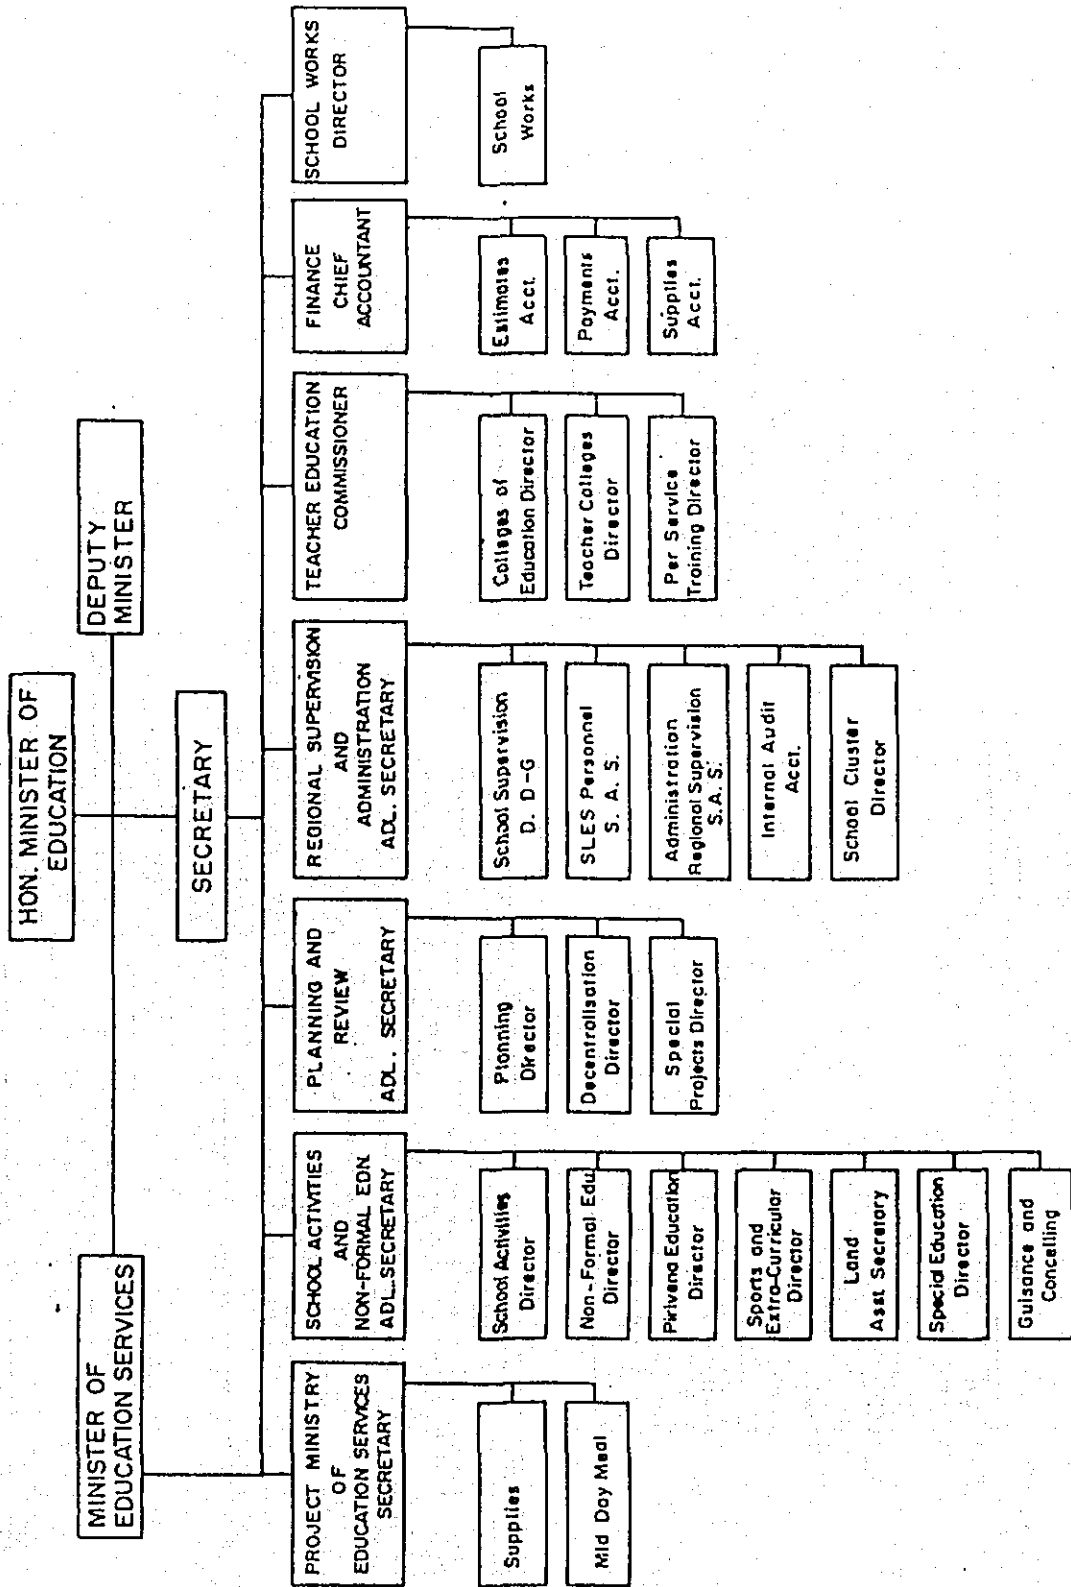 HON. MINISTER OF
EDUCATION
MINISTER OF
EDUCATION SERVICES
DEPUTY
MINISTER
SECRETARY
PROJECT MINISTRY
OF
EDUCATION SERVICES
SECRETARY
Supplies
Mid Day Meal
SCHOOL ACTIVITIES
AND
NON-FORMAL EDN.
ADL. SECRETARY
School Activities
Director
Non-Formal Edu
Director
Pirivena Education
Director
Sports and
Extra-Curricular
Director
Land
Asst Secretary
Special Education
Director
Guisance and
Concelling
PLANNING AND
REVIEW
ADL. SECRETARY
Planning
Director
Decentralisation
Director
Special
Projects Director
REGIONAL SUPERVISION
AND
ADMINISTRATION
ADL. SECRETARY
School Supervision
D. D-G
SLES Personnel
S. A. S.
Administration
Regional Supervision
S.A.S.
Internal Audit
Acct.
School Cluster
Director
TEACHER EDUCATION
COMMISSIONER
Colleges of
Education Director
Teacher Colleges
Director
Per Service
Training Director
FINANCE
CHIEF
ACCOUNTANT
Estimates
Acct.
Payments
Acct.
Supplies
Acct.
SCHOOL WORKS
DIRECTOR
School
Works